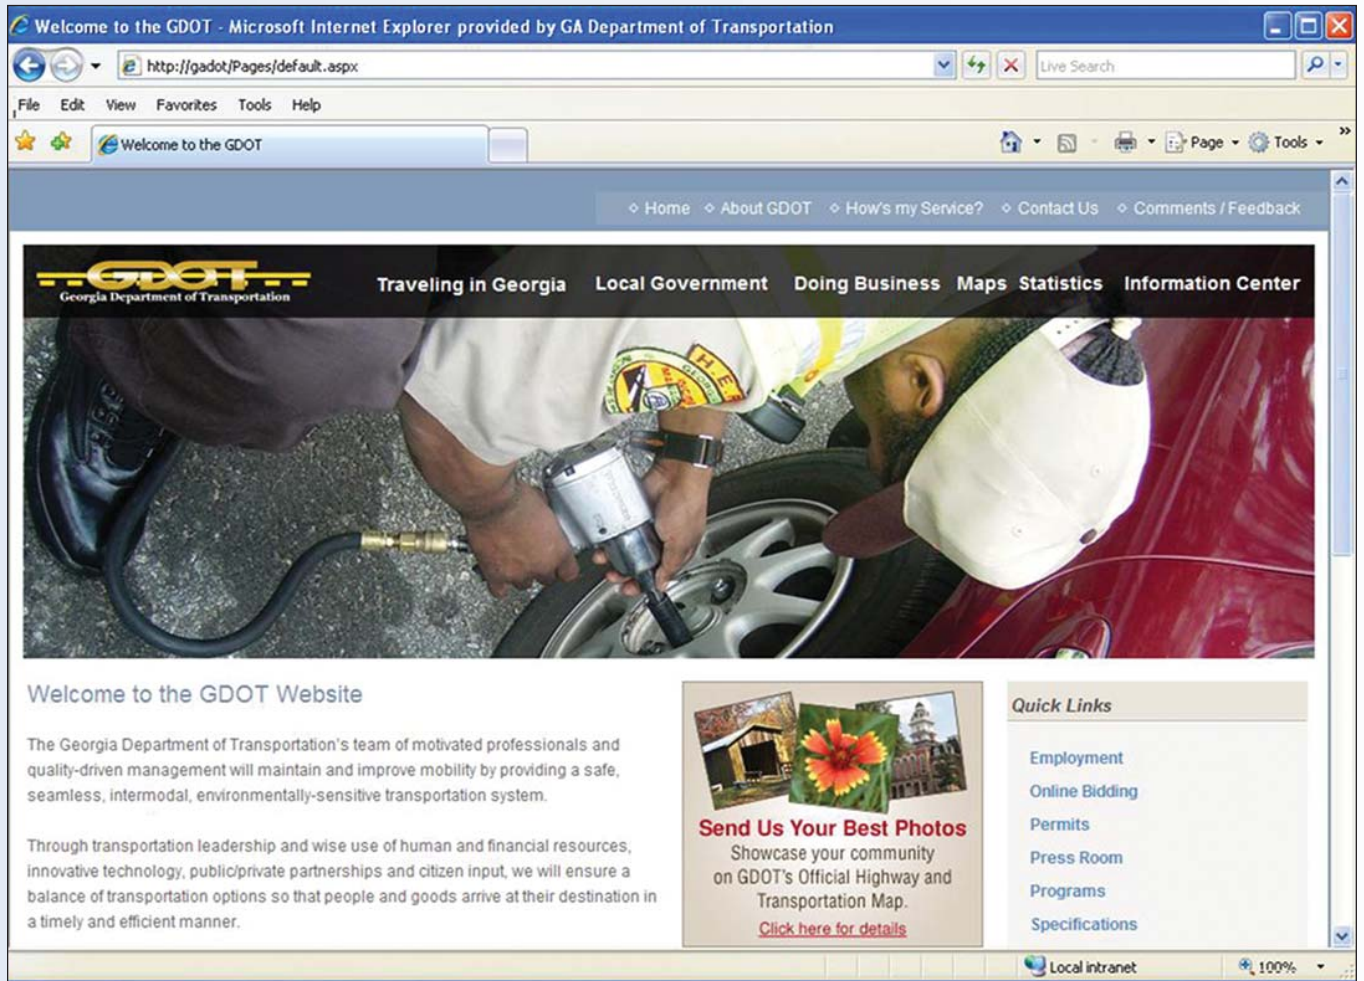 Welcome to the GDOT - Microsoft Internet Explorer provided by GA Department of Transportation
http://gadot/Pages/default.aspx
Live Search
File Edit View Favorites Tools Help
Welcome to the GDOT
Page Tools
Home About GDOT How's my Service? Contact Us Comments / Feedback
GDOT
Georgia Department of Transportation
Traveling in Georgia Local Government Doing Business Maps Statistics Information Center
H.E.R
Welcome to the GDOT Website
The Georgia Department of Transportation's team of motivated professionals and
quality-driven management will maintain and improve mobility by providing a safe,
seamless, intermodal, environmentally-sensitive transportation system.
Through transportation leadership and wise use of human and financial resources,
innovative technology, public/private partnerships and citizen input, we will ensure a
balance of transportation options so that people and goods arrive at their destination in
a timely and efficient manner.
Send Us Your Best Photos
Showcase your community
on GDOT's Official Highway and
Transportation Map.
Click here for details
Quick Links
Employment
Online Bidding
Permits
Press Room
Programs
Specifications
Local intranet
100%